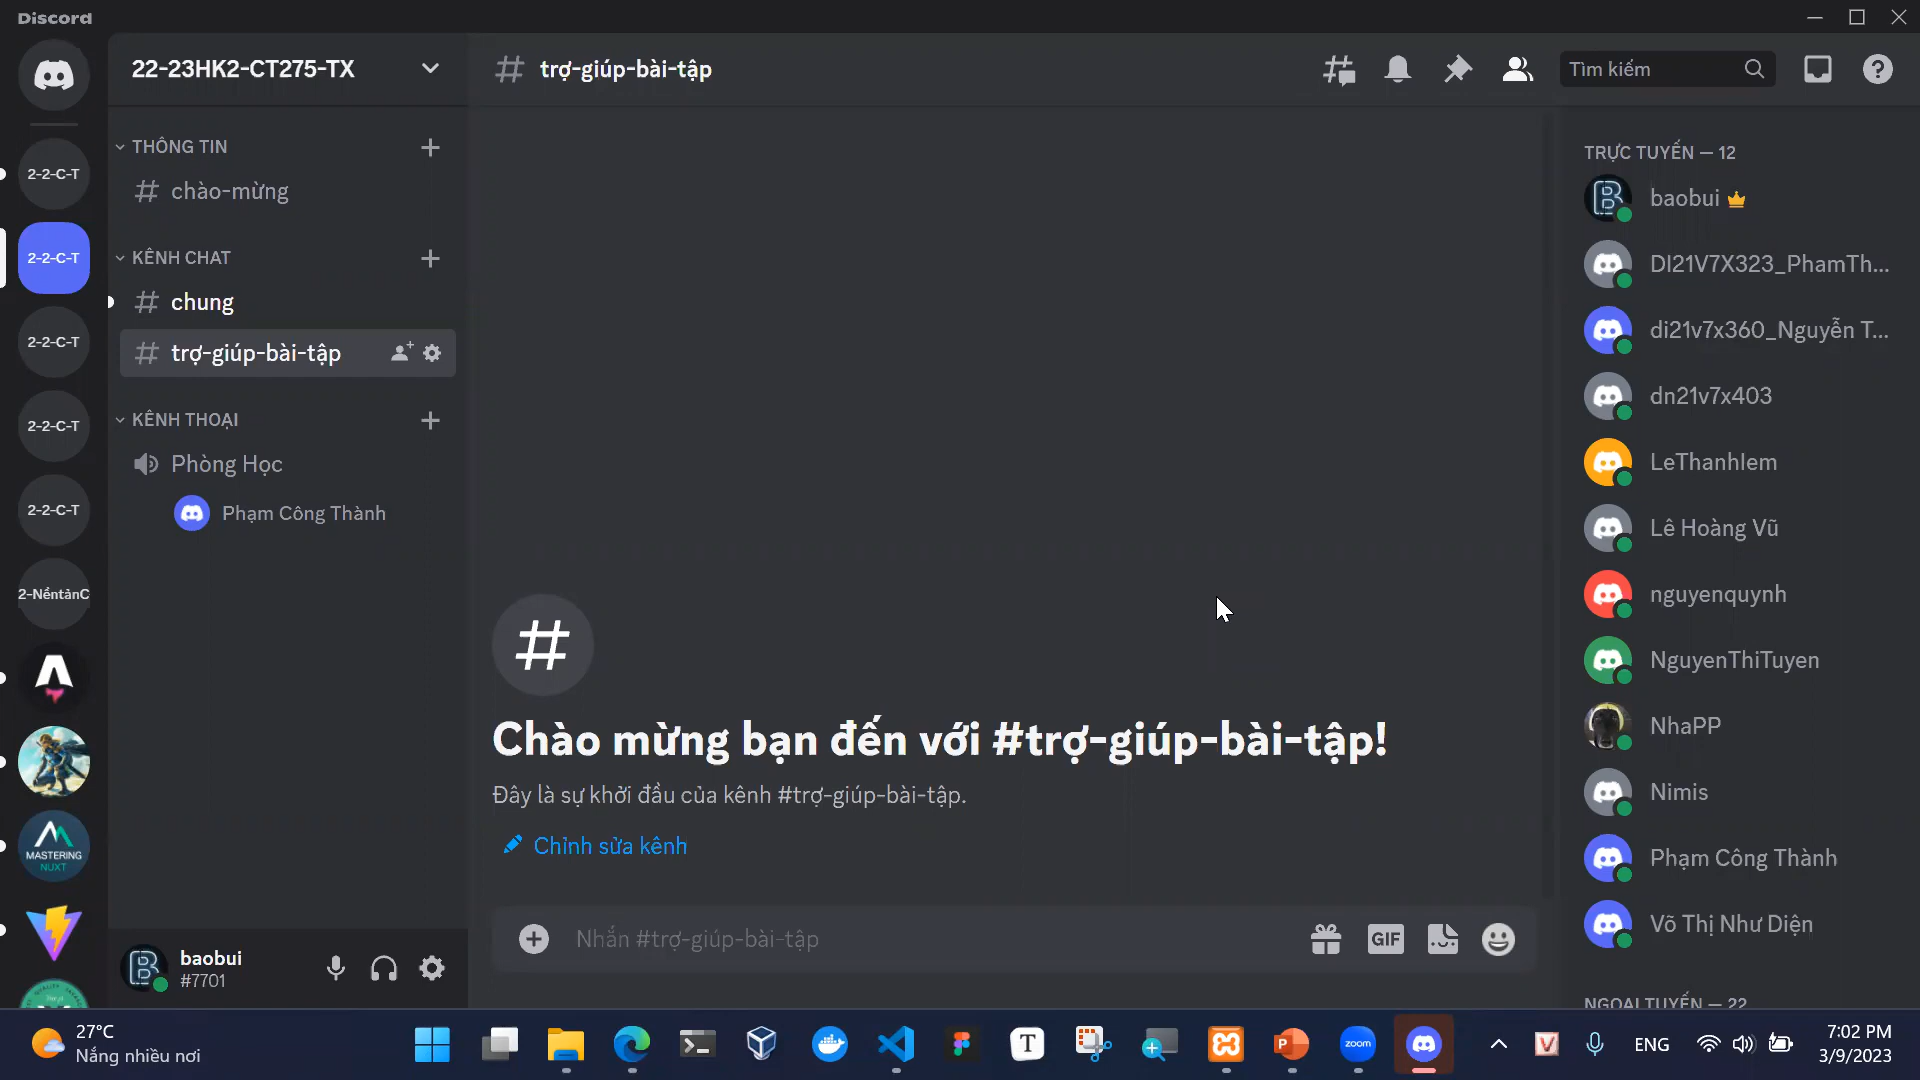 Discord
22-23HK2-CT275-TX
trợ-giúp-bài-tập
Tìm kiếm
2-2-C-T
2-2-C-T
2-2-C-T
2-2-C-T
2-2-C-T
2-NềntảnC
MASTERING
NUXT
THÔNG TIN
chào-mừng
KÊNH CHAT
chung
trợ-giúp-bài-tập
KÊNH THOẠI
Phòng Học
Phạm Công Thành
baobui
#7701
Chào mừng bạn đến với #trợ-giúp-bài-tập!
Đây là sự khởi đầu của kênh #trợ-giúp-bài-tập.
Chỉnh sửa kênh
Nhắn #trợ-giúp-bài-tập
GIF
TRỰC TUYẾN — 12
baobui
DI21V7X323_PhamTh...
di21v7x360_Nguyễn T...
dn21v7x403
LeThanhlem
Lê Hoàng Vũ
nguyenquynh
NguyenThiTuyen
NhaPP
Nimis
Phạm Công Thành
Võ Thị Như Diện
NGOẠI TUYẾN — 22
27°C
Nắng nhiều nơi
T
zoom
V
ENG
7:02 PM
3/9/2023